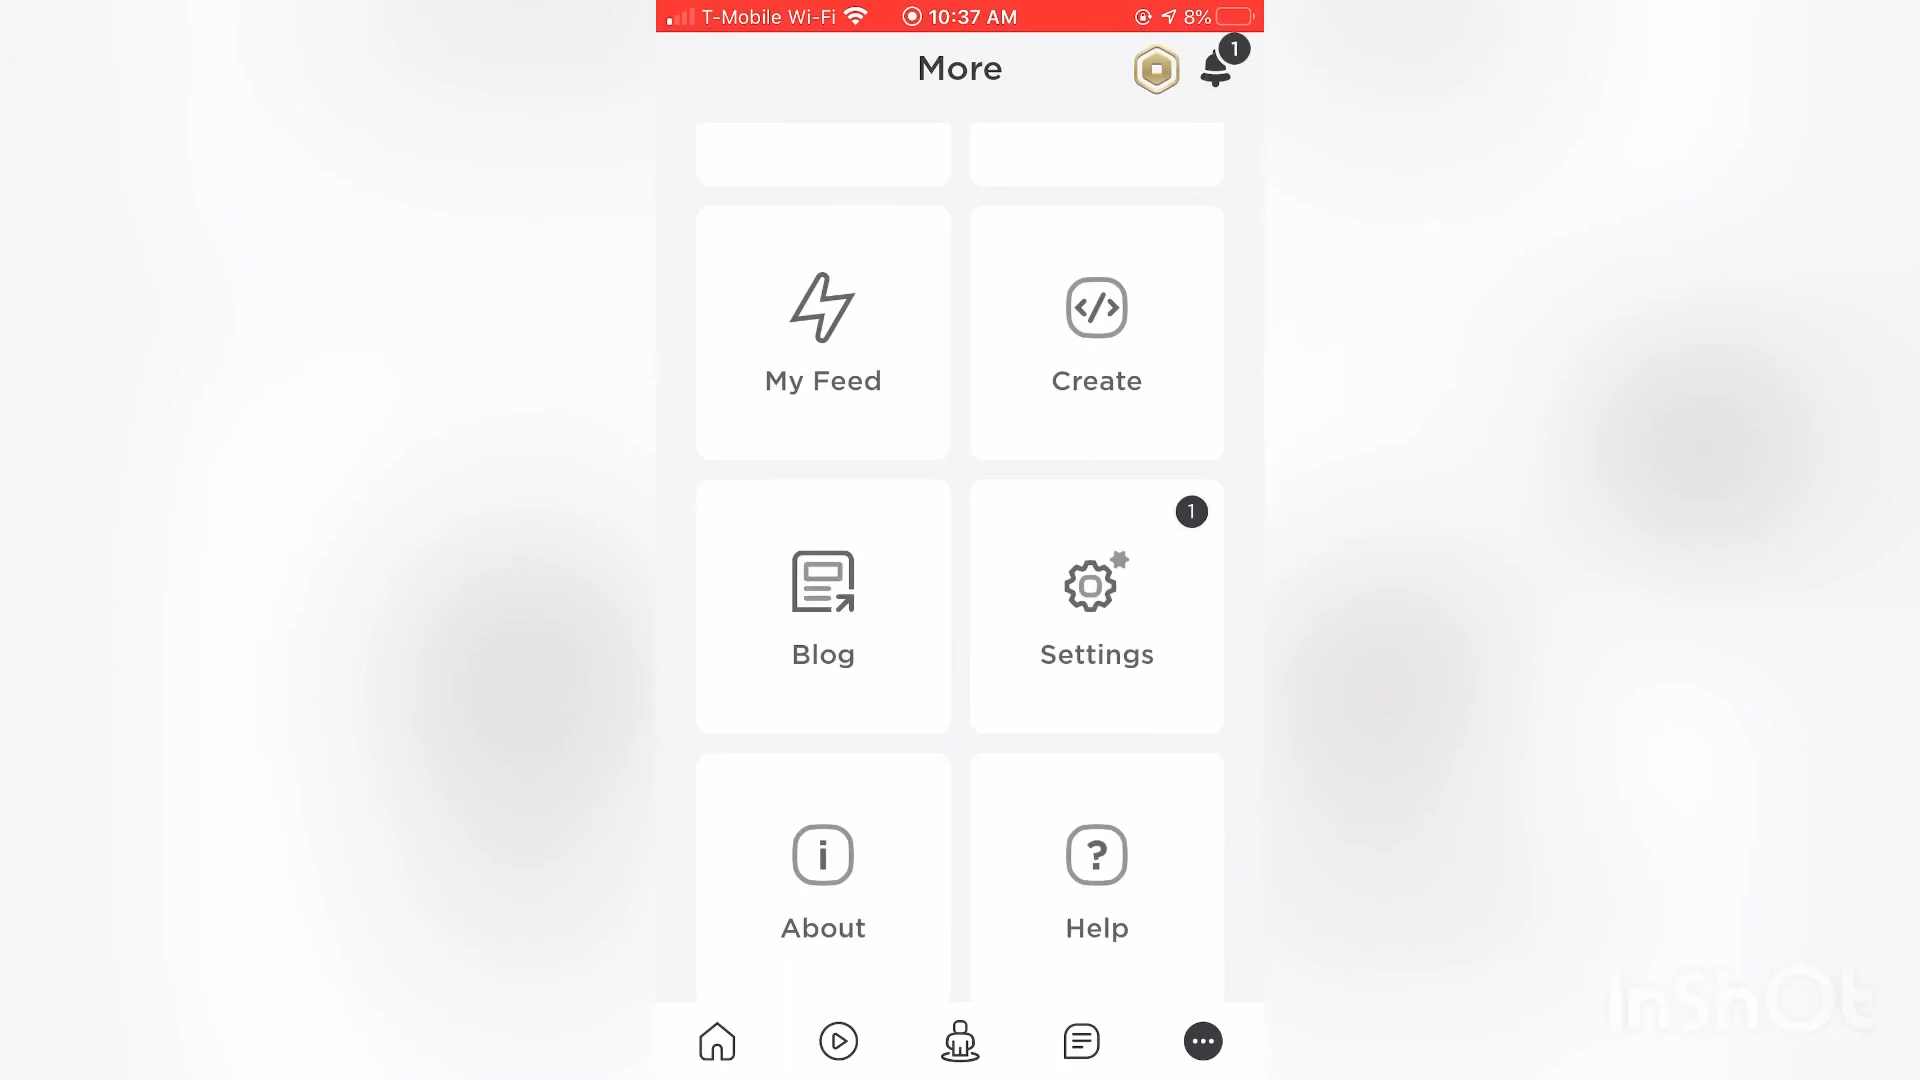 T-Mobile Wi-Fi 10:37 AM 8%
More
1
My Feed Create
1
Blog Settings
i ?
About Help
InShOt